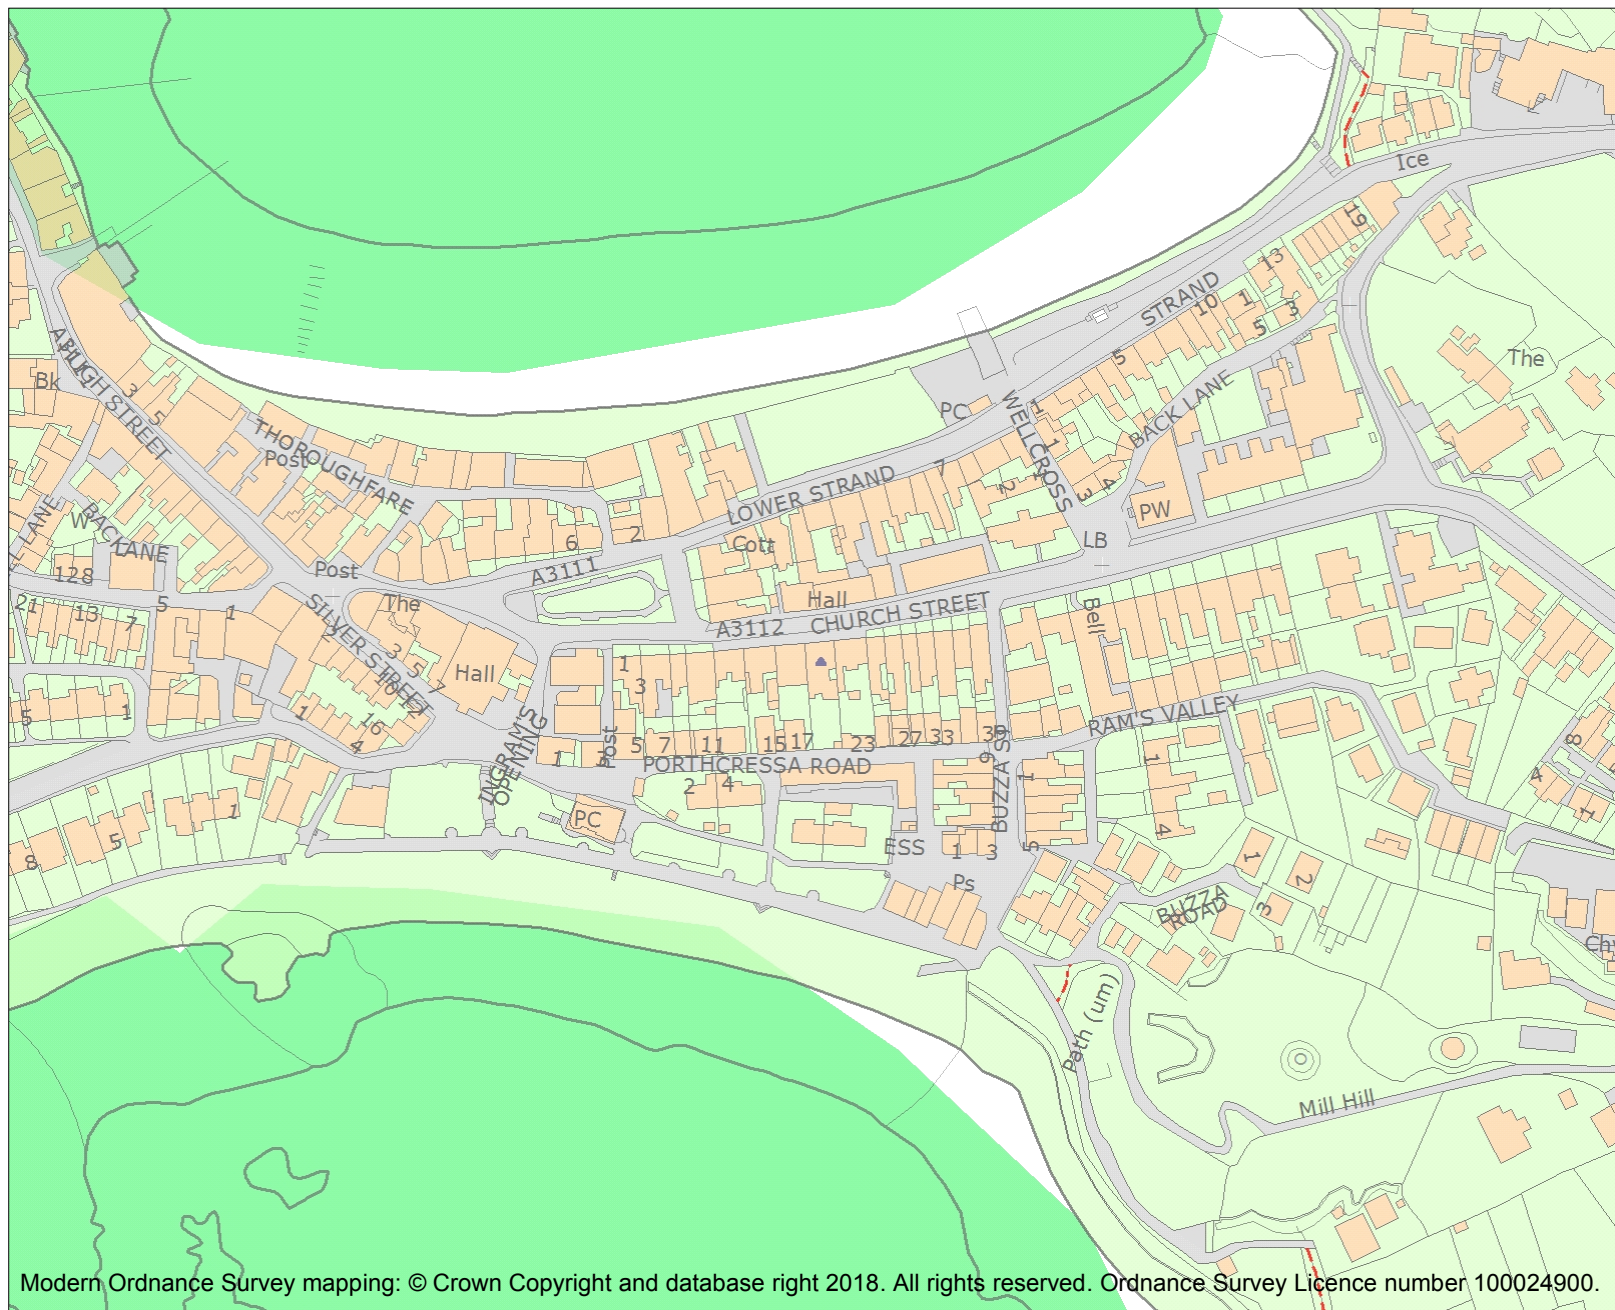 Ice
19
13
STRAND
10
1
3
5
5
The
A3111
HIGH STREET
Bk
3
5
THOROUGHFARE
Post
PC
WELLCROSS
1
1
BACK LANE
LOWER STRAND
7
2
3
4
PW
LB
BACK LANE
W
128
6
2
Cott
A3111
Post
21
13
7
5
1
The
SILVER STREET
2
3
5
7
10
12
16
Hall
Hall
A3112
CHURCH STREET
Bell
1
3
6
1
1
4
INGRAM'S OPENING
Post
1
3
5
7
11
15
17
23
27
33
39
RAM'S VALLEY
PORTHCRESSA ROAD
2
4
9
BUZZA ST
1
5
1
4
8
4
1
PC
ESS
1
3
Ps
8
5
1
BUZZA ROAD
1
2
3
Path (um)
Mill Hill
Modern Ordnance Survey mapping: © Crown Copyright and database right 2018. All rights reserved. Ordnance Survey Licence number 100024900.